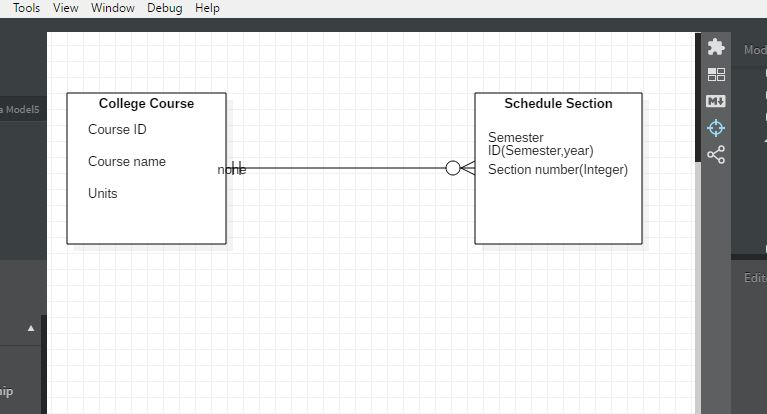 Tools View Window Debug Help
a Model5
College Course
Course ID
Course name
Units
none
Schedule Section
Semester
ID(Semester,year)
Section number(Integer)
M
Mod
Edit
ip